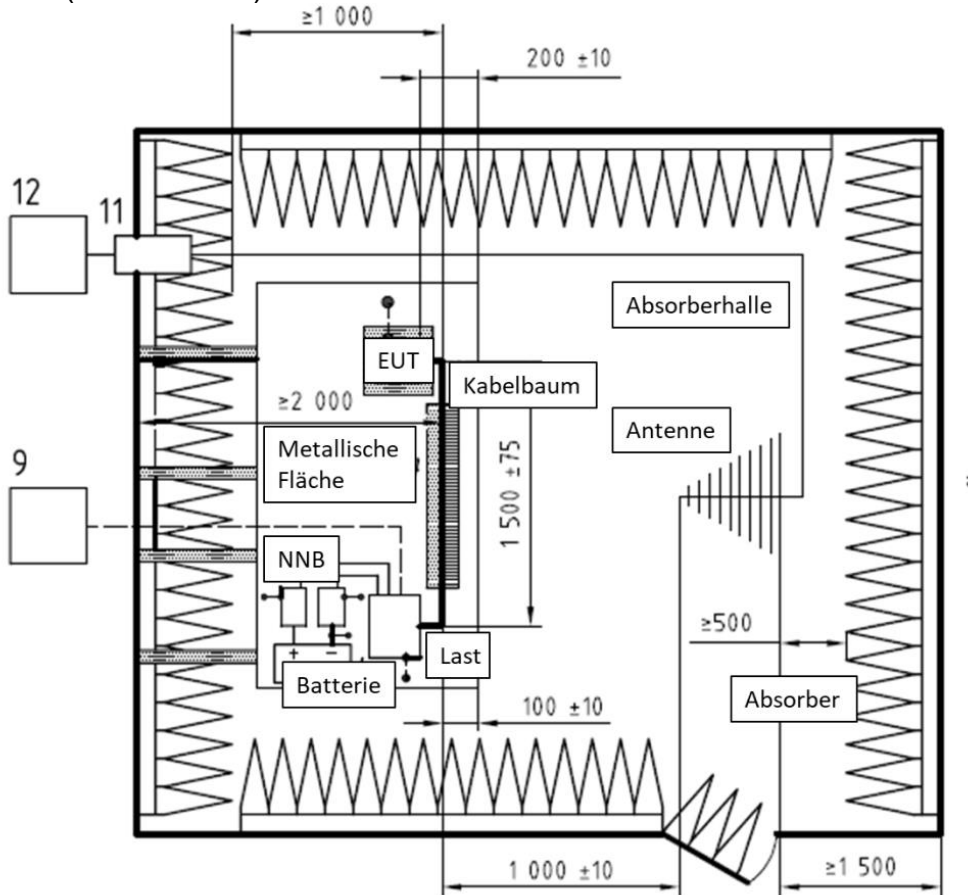 ≥1 000
200 ±10
12
11
Absorberhalle
EUT
Kabelbaum
≥2 000
Antenne
Metallische
Fläche
1 500 ±75
9
NNB
≥500
Last
+ −
Batterie
Absorber
100 ±10
1 000 ±10
≥1 500